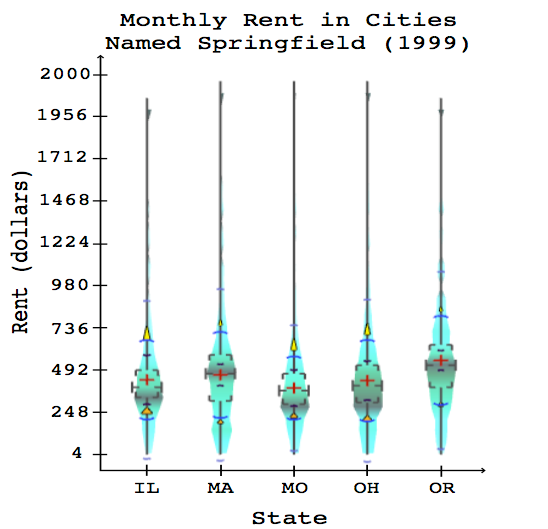 Monthly Rent in Cities
Named Springfield (1999)
2000
1956
1712
1468
1224
980
736
492
248
4
Rent (dollars)
IL MA MO OH OR
State